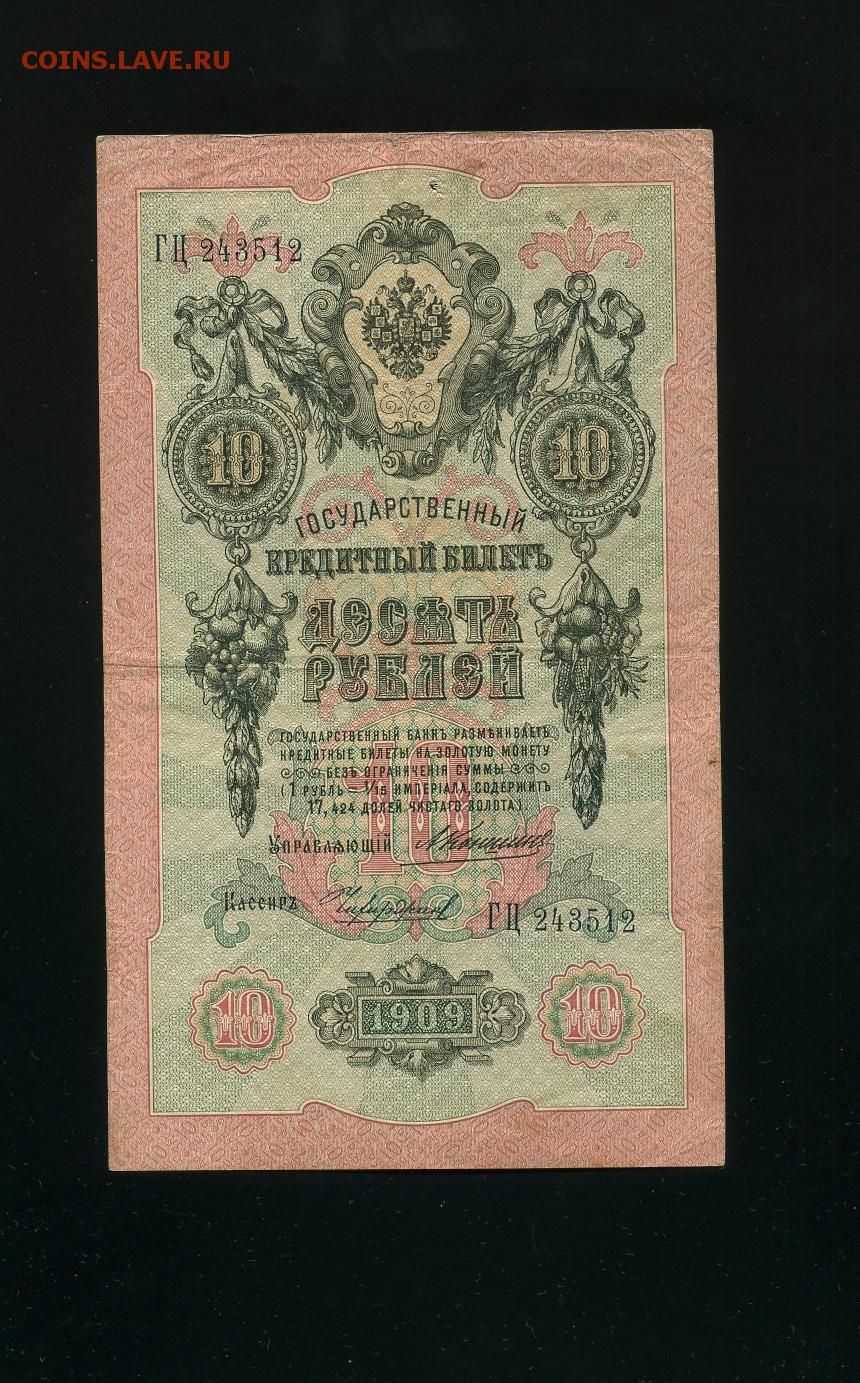 COINS.LAVE.RU
ГЦ 243512
10 10
ГОСУДАРСТВЕННЫЙ
КРЕДИТНЫЙ БИЛЕТЪ
ДЕСЯТЬ
РУБЛЕЙ
ГОСУДАРСТВЕННЫЙ БАНКЪ РАЗМѢНИВАЕТЪ
КРЕДИТНЫЕ БИЛЕТЫ НА ЗОЛОТУЮ МОНЕТУ
БЕЗЪ ОГРАНИЧЕНІЯ СУММЫ
(1 РУБЛЬ = 1/15 ИМПЕРІАЛА, СОДЕРЖИТЪ
17,424 ДОЛЕЙ ЧИСТАГО ЗОЛОТА)
10
УПРАВЛЯЮЩІЙ
Кассиръ
ГЦ 243512
10 1909 10